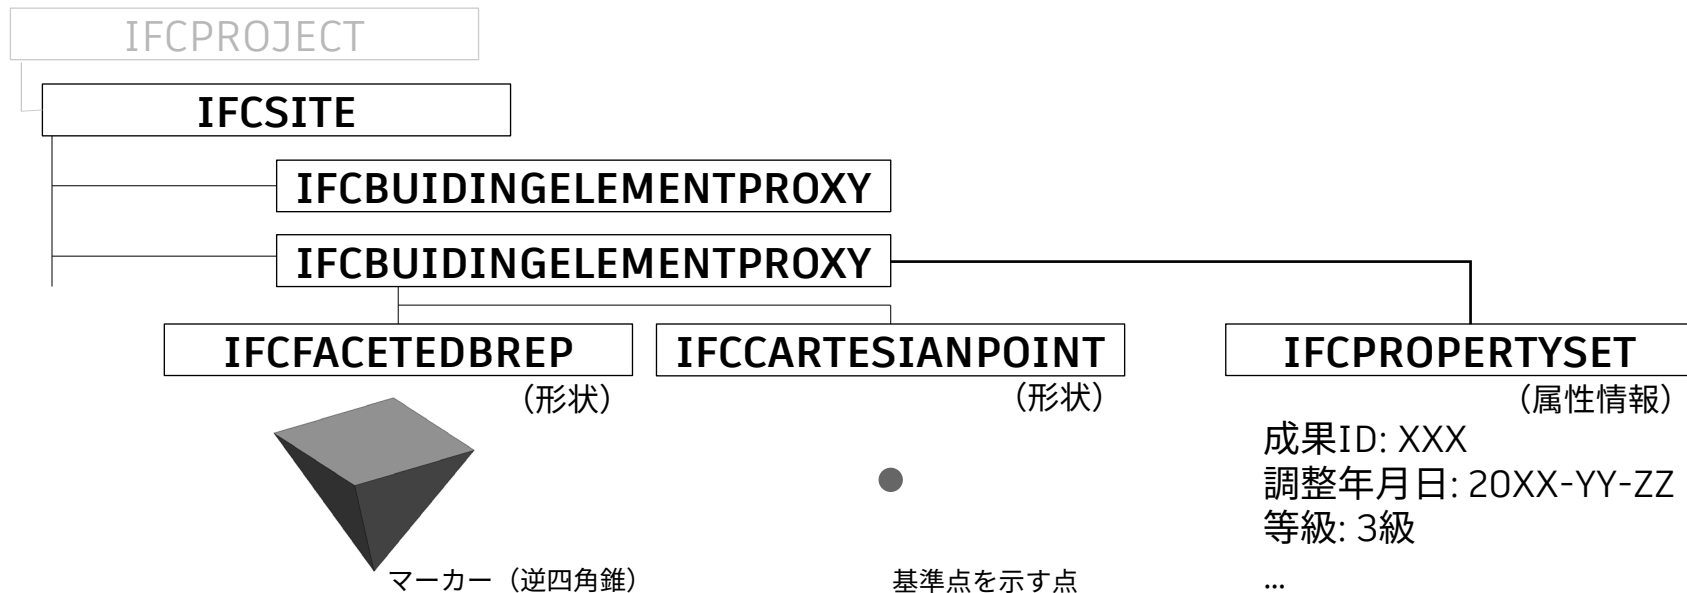 IFCPROJECT
IFCSITE
IFCBUIDINGELEMENTPROXY
IFCBUIDINGELEMENTPROXY
IFCFACETEDBREP
IFCCARTESIANPOINT
IFCPROPERTYSET
（形状）
（形状）
（属性情報）
成果ID: XXX
調整年月日: 20XX-YY-ZZ
等級: 3級
マーカー（逆四角錐）
基準点を示す点
...